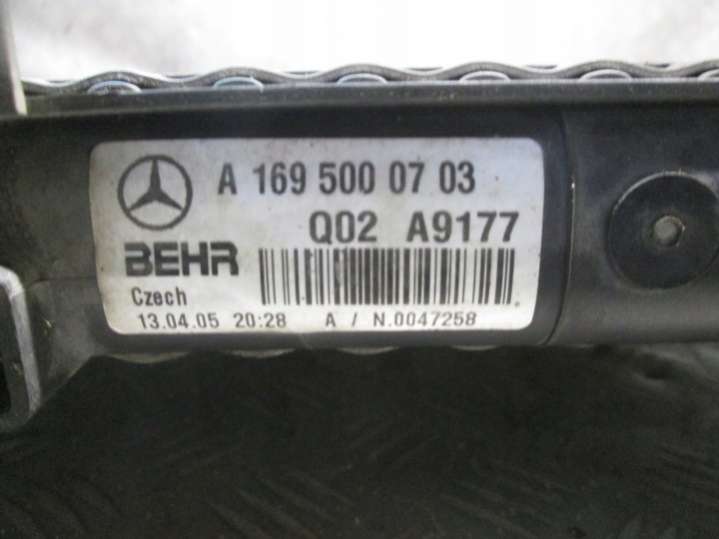 A 169 500 07 03
Q02 A9177
BEHR
Czech
13.04.05 20:28 A / N.0047258